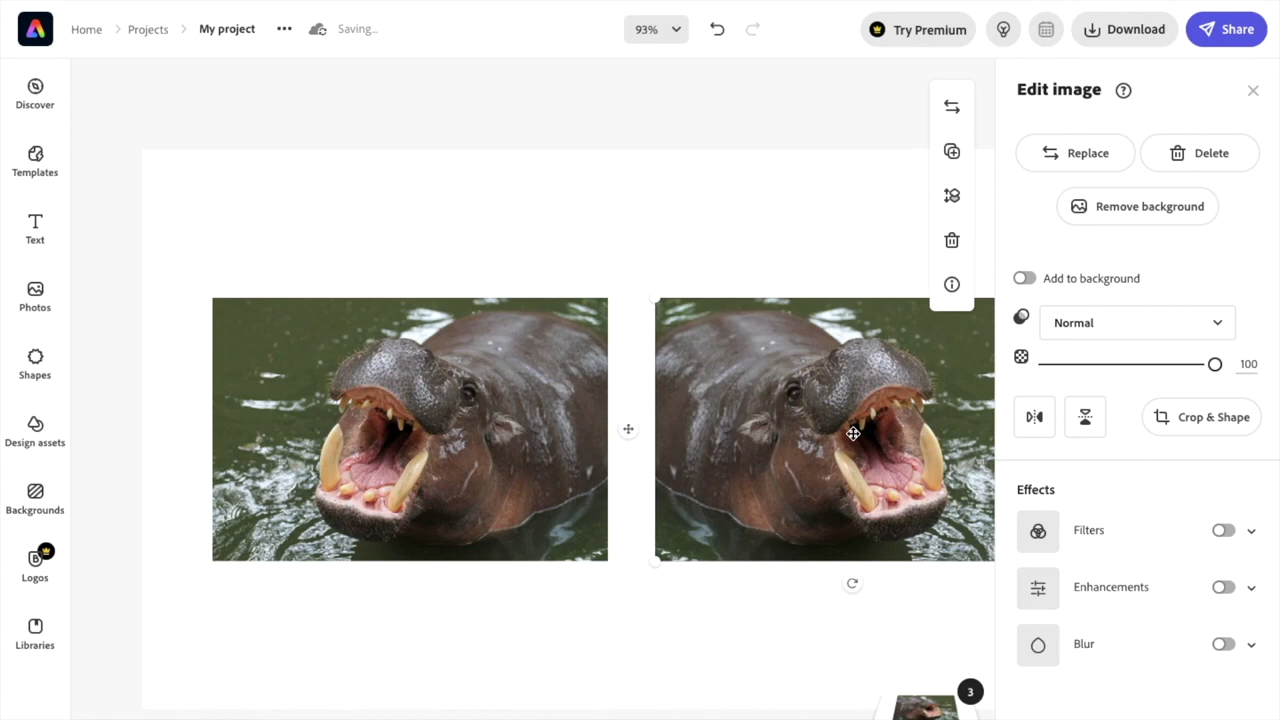 Home
Projects
My project
Saving...
93%
Try Premium
Download
Share
Discover
Templates
Text
Photos
Shapes
Design assets
Backgrounds
Logos
Libraries
Edit image
Replace
Delete
Remove background
Add to background
Normal
100
Crop & Shape
Effects
Filters
Enhancements
Blur
3